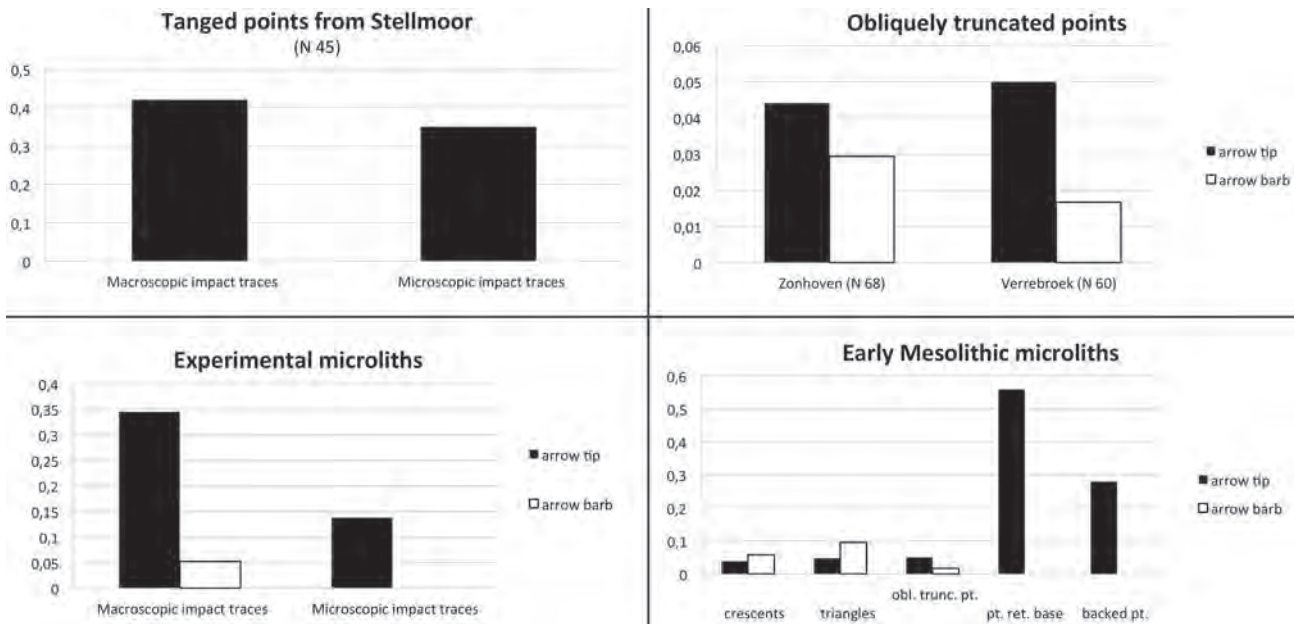 Tanged points from Stellmoor
(N 45)
0,5
0,4
0,3
0,2
0,1
0
Macroscopic impact traces Microscopic impact traces
Obliquely truncated points
0,06
0,05
0,04
0,03
0,02
0,01
0
Zonhoven (N 68) Verrebroek (N 60)
arrow tip
arrow barb
Experimental microliths
0,4
0,35
0,3
0,25
0,2
0,15
0,1
0,05
0
Macroscopic impact traces Microscopic impact traces
arrow tip
arrow barb
Early Mesolithic microliths
0,6
0,5
0,4
0,3
0,2
0,1
0
crescents triangles obl. trunc. pt. pt. ret. base backed pt.
arrow tip
arrow barb